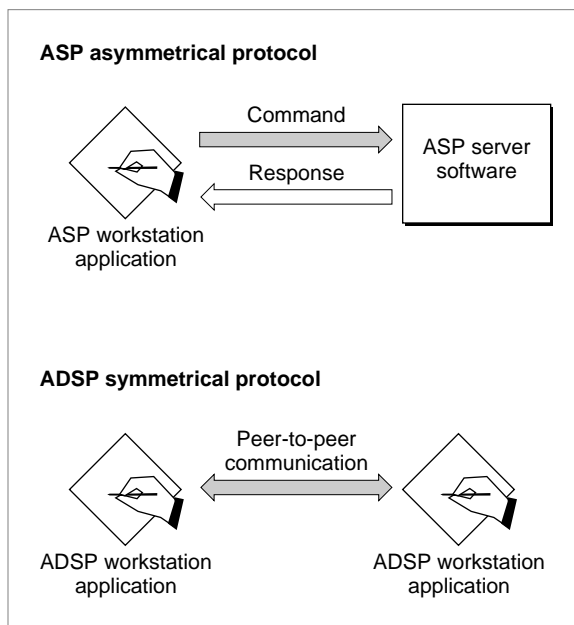 ASP asymmetrical protocol
Command
ASP server
software
Response
ASP workstation
application
ADSP symmetrical protocol
Peer-to-peer
communication
ADSP workstation
application
ADSP workstation
application